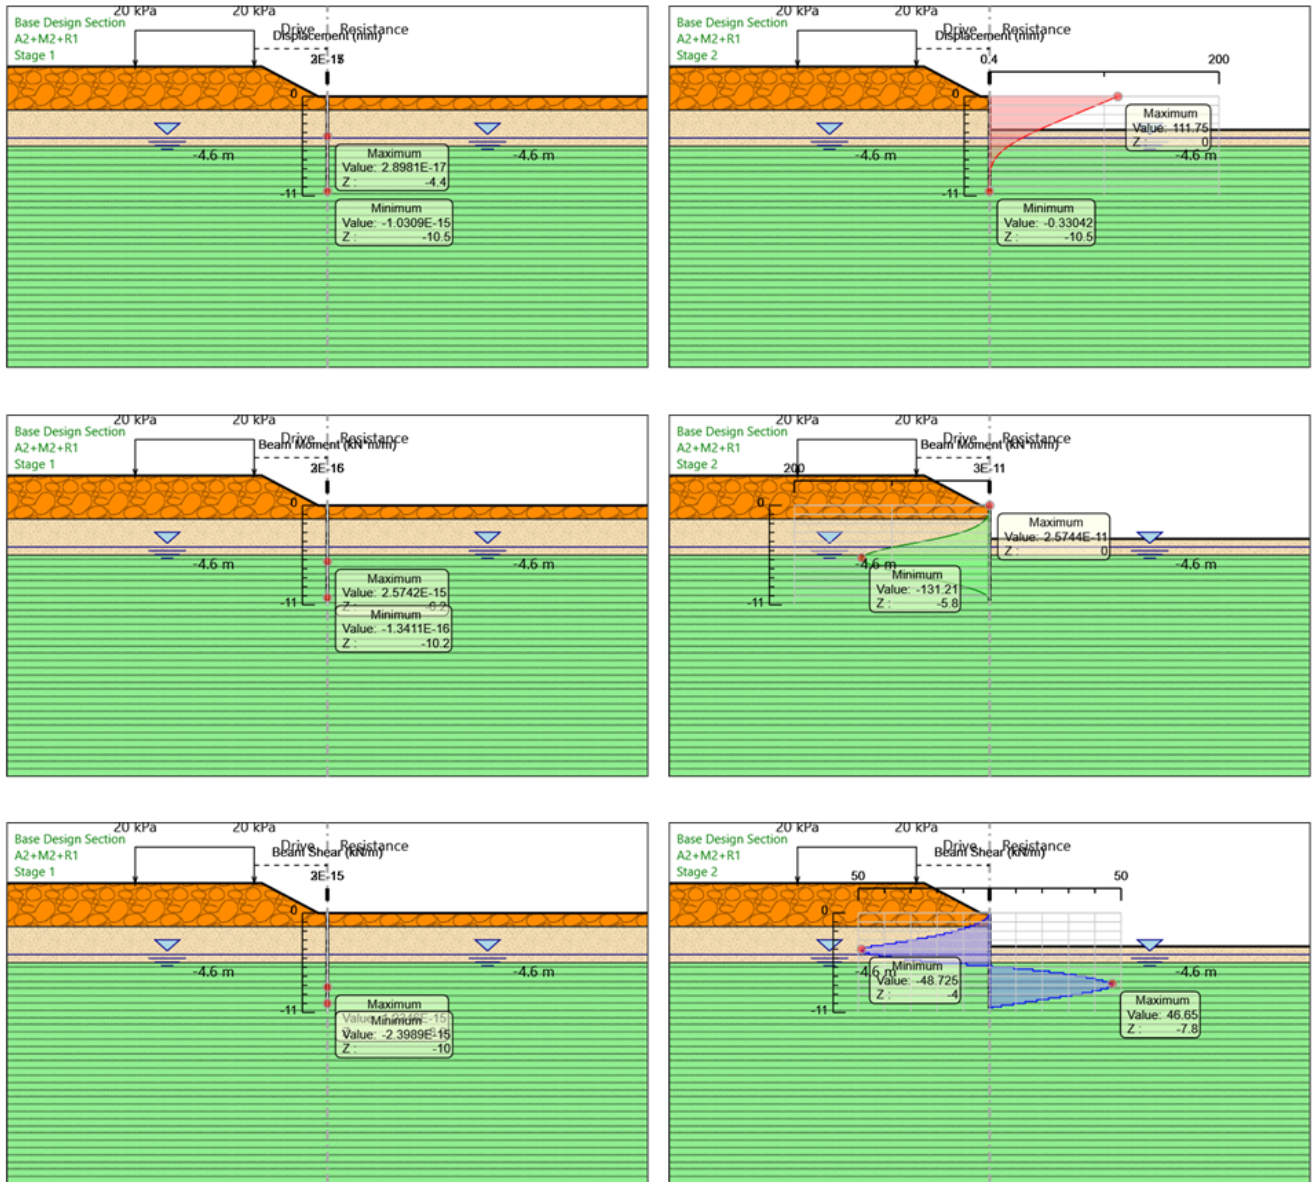 20 kPa
20 kPa
Base Design Section
A2+M2+R1
Stage 1
Drive
Resistance
Displacement (mm)
0
-11
-4.6 m
-4.6 m
Maximum
Value: 2.8981E-17
Z : -4.4
Minimum
Value: -1.0309E-15
Z : -10.5
20 kPa
20 kPa
Base Design Section
A2+M2+R1
Stage 2
Drive
Resistance
Displacement (mm)
0.4
200
0
-11
-4.6 m
-4.6 m
Maximum
Value: 111.75
Z : 0
Minimum
Value: -0.33042
Z : -10.5
20 kPa
20 kPa
Base Design Section
A2+M2+R1
Stage 1
Drive
Resistance
Beam Moment (kN*m/m)
0
-11
-4.6 m
-4.6 m
Maximum
Value: 2.5742E-15
Minimum
Value: -1.3411E-16
Z : -10.2
20 kPa
20 kPa
Base Design Section
A2+M2+R1
Stage 2
Drive
Resistance
Beam Moment (kN*m/m)
200
3E-11
0
-11
-4.6 m
-4.6 m
Maximum
Value: 2.5744E-11
Z : 0
Minimum
Value: -131.21
Z : -5.8
20 kPa
20 kPa
Base Design Section
A2+M2+R1
Stage 1
Drive
Resistance
Beam Shear (kN/m)
0
-11
-4.6 m
-4.6 m
Maximum
Minimum
Value: -2.3989E-15
Z : -10
20 kPa
20 kPa
Base Design Section
A2+M2+R1
Stage 2
Drive
Resistance
Beam Shear (kN/m)
50
50
0
-11
-4.6 m
-4.6 m
Minimum
Value: -48.725
Z : -4
Maximum
Value: 46.65
Z : -7.8